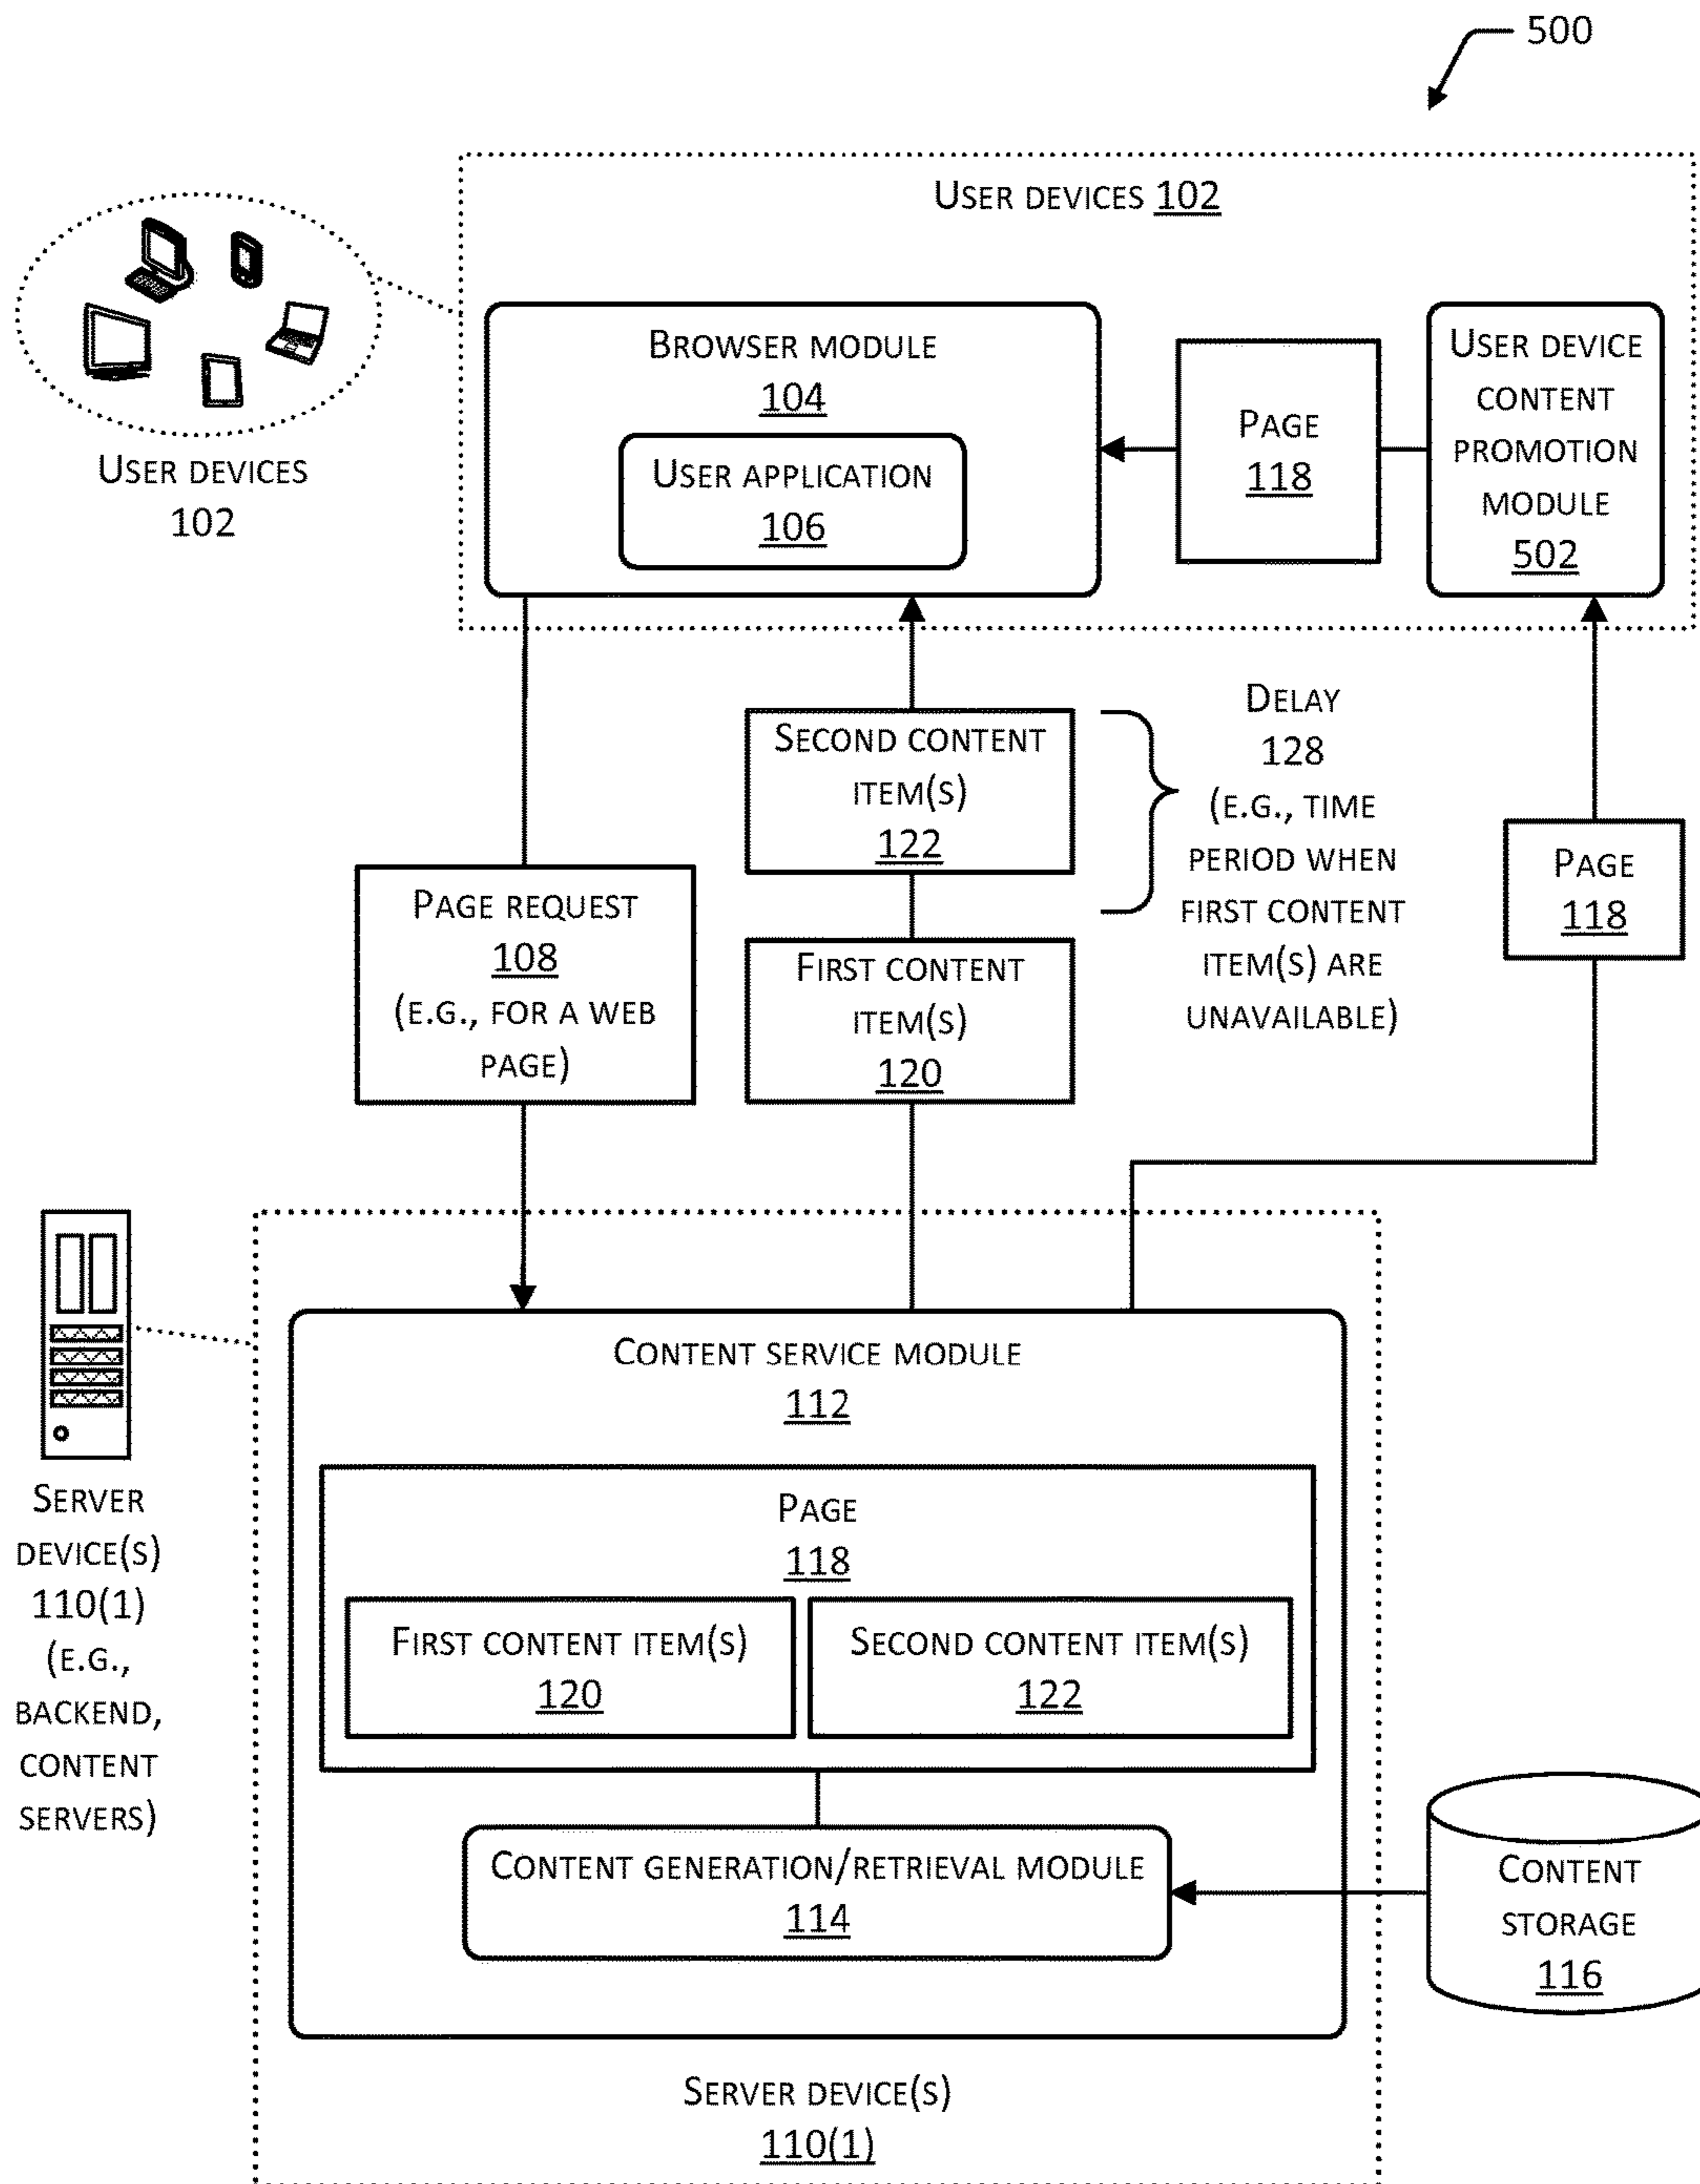 500
User devices 102
User devices
102
Browser module
104
User application
106
Page
118
User device
content
promotion
module
502
Second content
item(s)
122
Delay
128
(e.g., time
period when
first content
item(s) are
unavailable)
Page request
108
(e.g., for a web
page)
First content
item(s)
120
Page
118
Server
device(s)
110(1)
(e.g.,
backend,
content
servers)
Content service module
112
Page
118
First content item(s)
120
Second content item(s)
122
Content generation/retrieval module
114
Content
storage
116
Server device(s)
110(1)